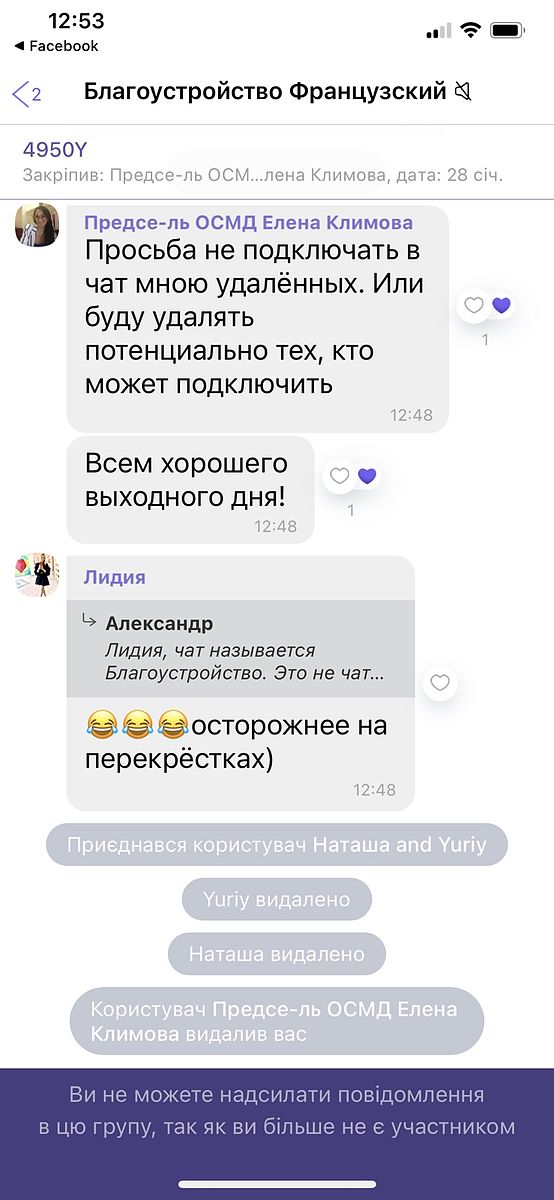 12:53
◀ Facebook
2
Благоустройство Французский
4950Y
Закріпив: Предсе-ль ОСМ...лена Климова, дата: 28 січ.
Предсе-ль ОСМД Елена Климова
Просьба не подключать в
чат мною удалённых. Или
буду удалять
потенциально тех, кто
может подключить
12:48
1
Всем хорошего
выходного дня!
12:48
1
Лидия
Александр
Лидия, чат называется
Благоустройство. Это не чат...
😂😂😂осторожнее на
перекрёстках)
12:48
Приєднався користувач Наташа and Yuriy
Yuriy видалено
Наташа видалено
Користувач Предсе-ль ОСМД Елена
Климова видалив вас
Ви не можете надсилати повідомлення
в цю групу, так як ви більше не є участником